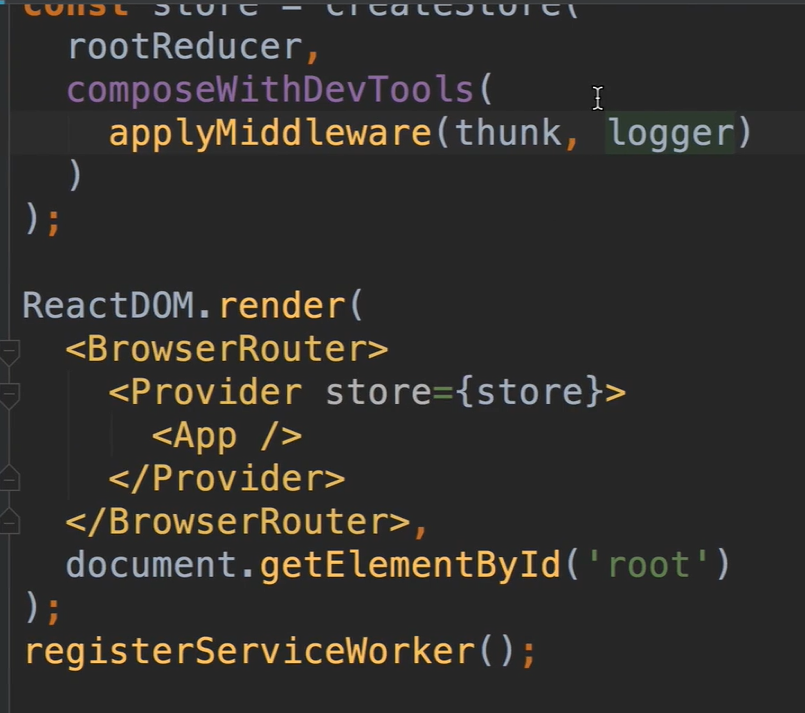 const store = createStore(
rootReducer,
composeWithDevTools(
applyMiddleware(thunk, logger)
)
);
ReactDOM.render(
<BrowserRouter>
<Provider store={store}>
<App />
</Provider>
</BrowserRouter>,
document.getElementById('root')
);
registerServiceWorker();